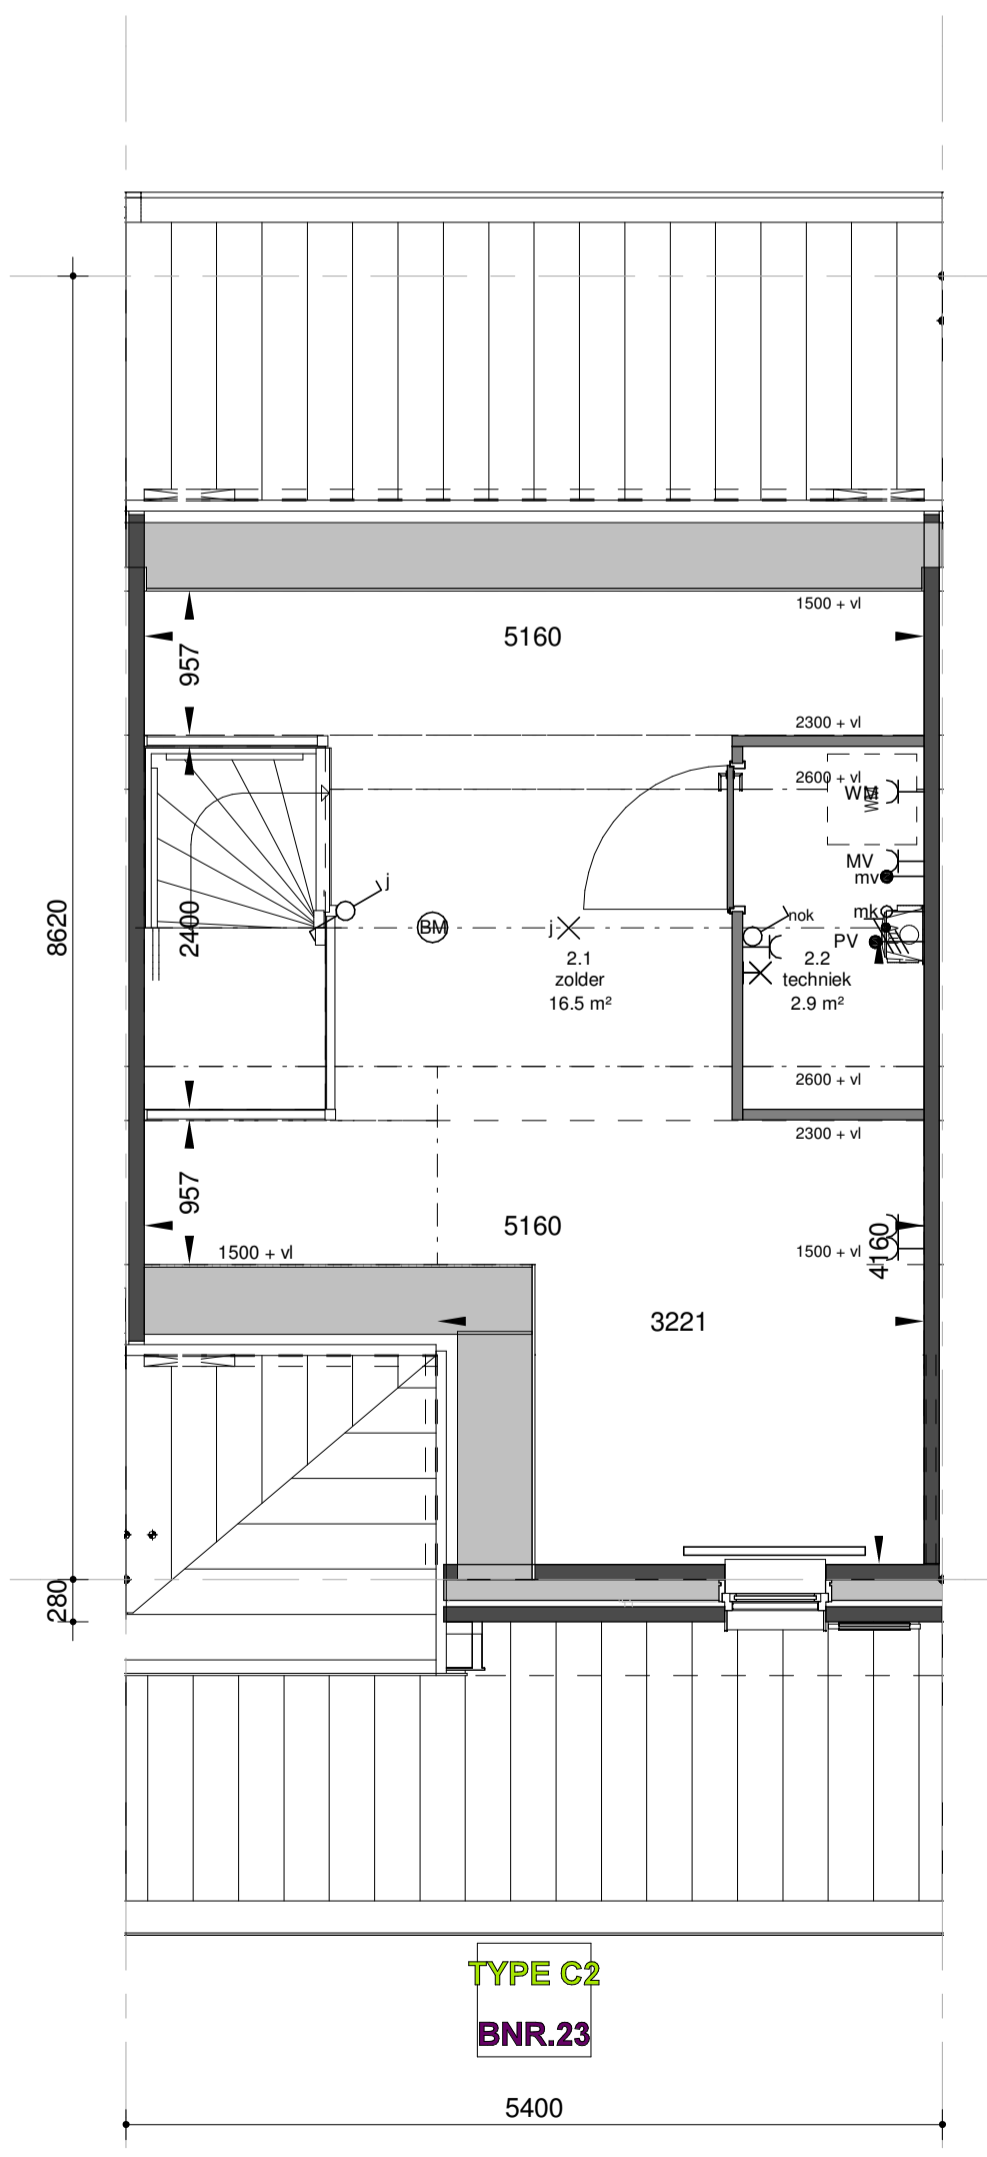 1500 + vl
5160
957
2300 + vl
2600 + vl
WM
WM
MV
mv
j
nok
mk
BM
j
PV
2400
8620
2.1
zolder
16.5 m²
2.2
techniek
2.9 m²
2600 + vl
2300 + vl
957
5160
4160
1500 + vl
1500 + vl
3221
280
TYPE C2
BNR.23
5400